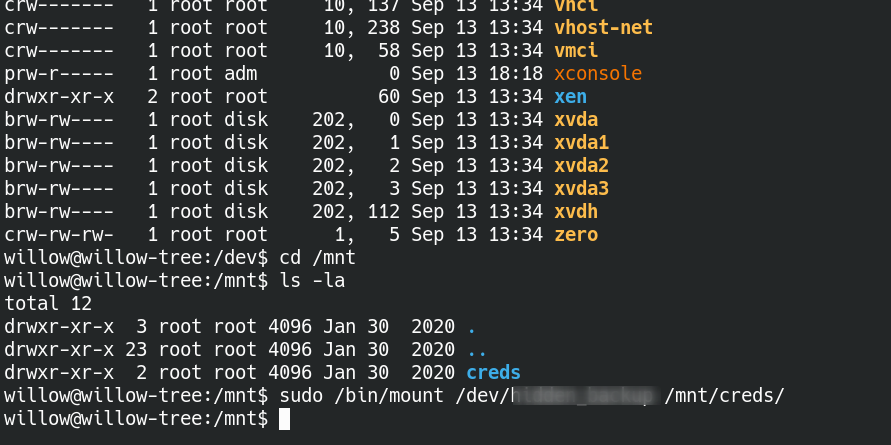 crw------- 1 root root 10, 137 Sep 13 13:34 vhci
crw------- 1 root root 10, 238 Sep 13 13:34 vhost-net
crw------- 1 root root 10, 58 Sep 13 13:34 vmci
prw-r----- 1 root adm 0 Sep 13 18:18 xconsole
drwxr-xr-x 2 root root 60 Sep 13 13:34 xen
brw-rw---- 1 root disk 202, 0 Sep 13 13:34 xvda
brw-rw---- 1 root disk 202, 1 Sep 13 13:34 xvda1
brw-rw---- 1 root disk 202, 2 Sep 13 13:34 xvda2
brw-rw---- 1 root disk 202, 3 Sep 13 13:34 xvda3
brw-rw---- 1 root disk 202, 112 Sep 13 13:34 xvdh
crw-rw-rw- 1 root root 1, 5 Sep 13 13:34 zero
willow@willow-tree:/dev$ cd /mnt
willow@willow-tree:/mnt$ ls -la
total 12
drwxr-xr-x 3 root root 4096 Jan 30 2020 .
drwxr-xr-x 23 root root 4096 Jan 30 2020 ..
drwxr-xr-x 2 root root 4096 Jan 30 2020 creds
willow@willow-tree:/mnt$ sudo /bin/mount /dev/ /mnt/creds/
willow@willow-tree:/mnt$